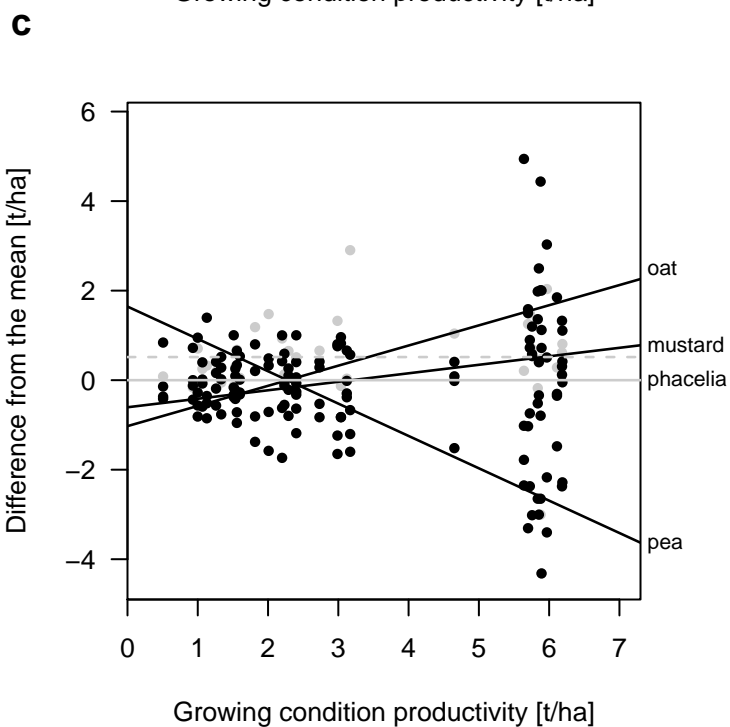 Growing condition productivity [t/ha]
c
Difference from the mean [t/ha]
6
4
2
0
−2
−4
oat
mustard
phacelia
pea
0 1 2 3 4 5 6 7
Growing condition productivity [t/ha]